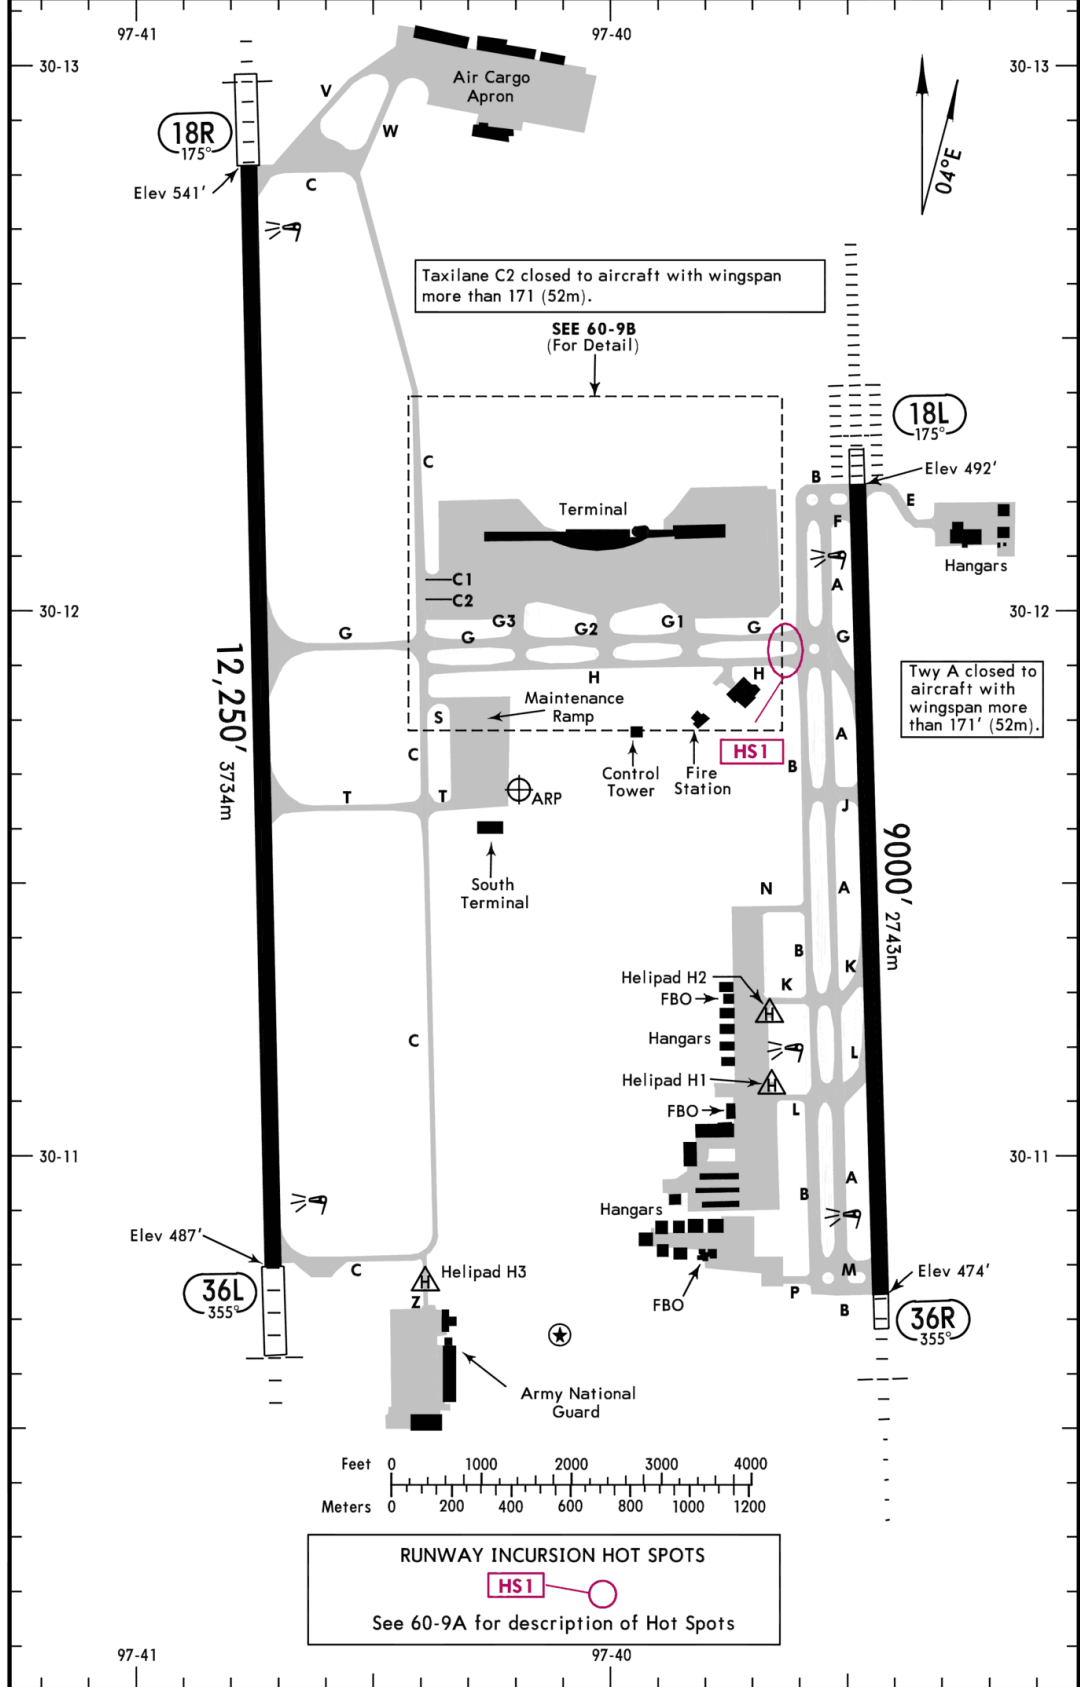 97-41
97-40
30-13
30-13
Air Cargo
Apron
V
W
18R
175°
04°E
Elev 541'
C
Taxilane C2 closed to aircraft with wingspan
more than 171 (52m).
SEE 60-9B
(For Detail)
18L
175°
C
Elev 492'
B
E
Terminal
F
Hangars
C1
A
C2
30-12
30-12
G3
G2
G1
G
G
G
G
12,250' 3734m
H
H
Twy A closed to
aircraft with
wingspan more
than 171' (52m).
Maintenance
Ramp
S
A
HS1
C
B
Control
Tower
Fire
Station
T
T
ARP
J
9000' 2743m
South
Terminal
N
A
B
K
Helipad H2
K
FBO
H
Hangars
C
L
Helipad H1
H
FBO
L
30-11
30-11
A
B
Hangars
Elev 487'
C
H
Helipad H3
M
Elev 474'
36L
355°
Z
P
FBO
B
36R
355°
Army National
Guard
Feet 0 1000 2000 3000 4000
Meters 0 200 400 600 800 1000 1200
RUNWAY INCURSION HOT SPOTS
HS1
See 60-9A for description of Hot Spots
97-41
97-40